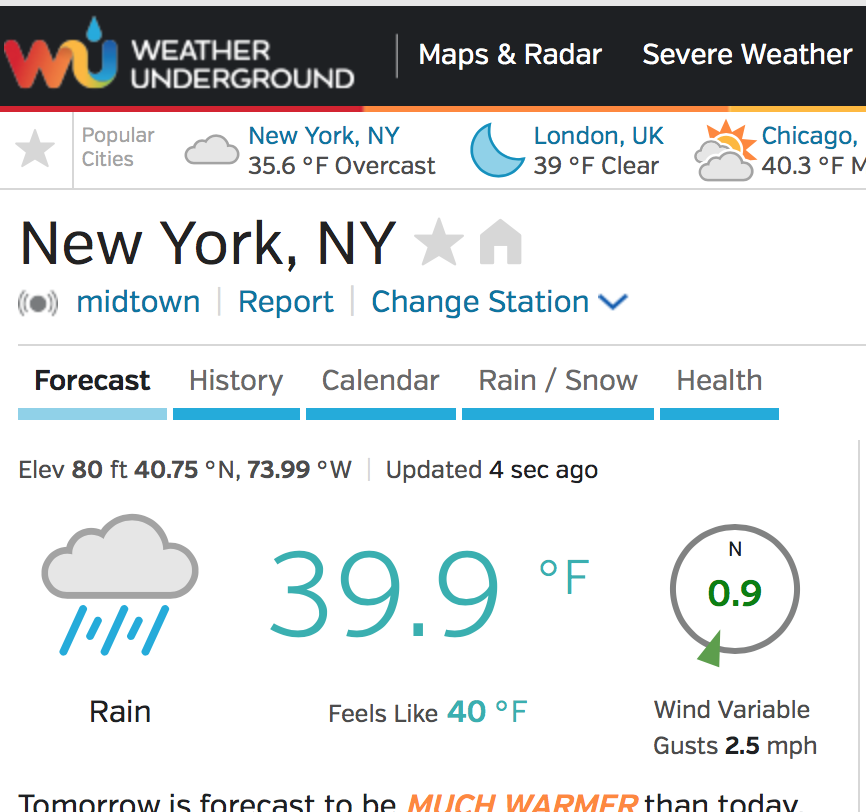 WEATHER
UNDERGROUND
Maps & Radar
Severe Weather
Popular
Cities
New York, NY
35.6 °F Overcast
London, UK
39 °F Clear
Chicago,
40.3 °F M
New York, NY
midtown | Report | Change Station
Forecast
History
Calendar
Rain / Snow
Health
Elev 80 ft 40.75 °N, 73.99 °W | Updated 4 sec ago
39.9 °F
N
0.9
Rain
Feels Like 40 °F
Wind Variable
Gusts 2.5 mph
Tomorrow is forecast to be MUCH WARMER than today.